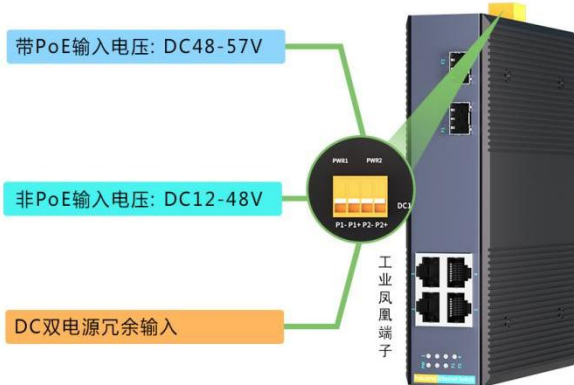 带PoE输入电压: DC48-57V
非PoE输入电压: DC12-48V
DC双电源冗余输入
PWR1 PWR2
DC1
P1- P1+ P2- P2+
工业凤凰端子